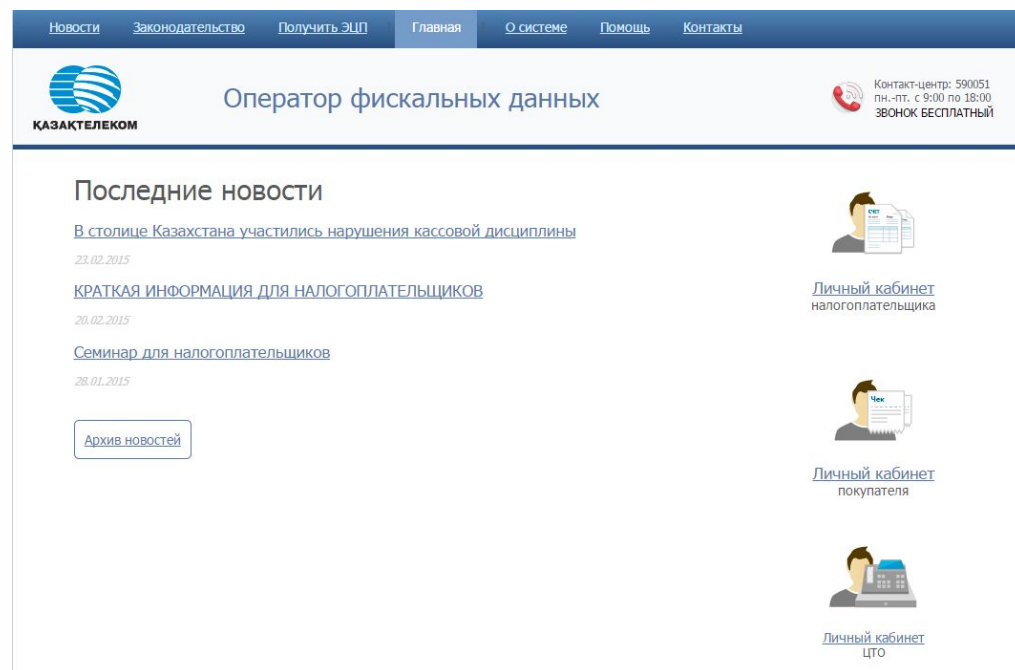 Новости Законодательство Получить ЭЦП Главная О системе Помощь Контакты
ҚАЗАҚТЕЛЕКОМ
Оператор фискальных данных
Контакт-центр: 590051
пн.-пт. с 9:00 по 18:00
ЗВОНОК БЕСПЛАТНЫЙ
Последние новости
В столице Казахстана участились нарушения кассовой дисциплины
23.02.2015
КРАТКАЯ ИНФОРМАЦИЯ ДЛЯ НАЛОГОПЛАТЕЛЬЩИКОВ
20.02.2015
Семинар для налогоплательщиков
28.01.2015
Архив новостей
счет
Личный кабинет
налогоплательщика
Чек
Личный кабинет
покупателя
Личный кабинет
ЦТО